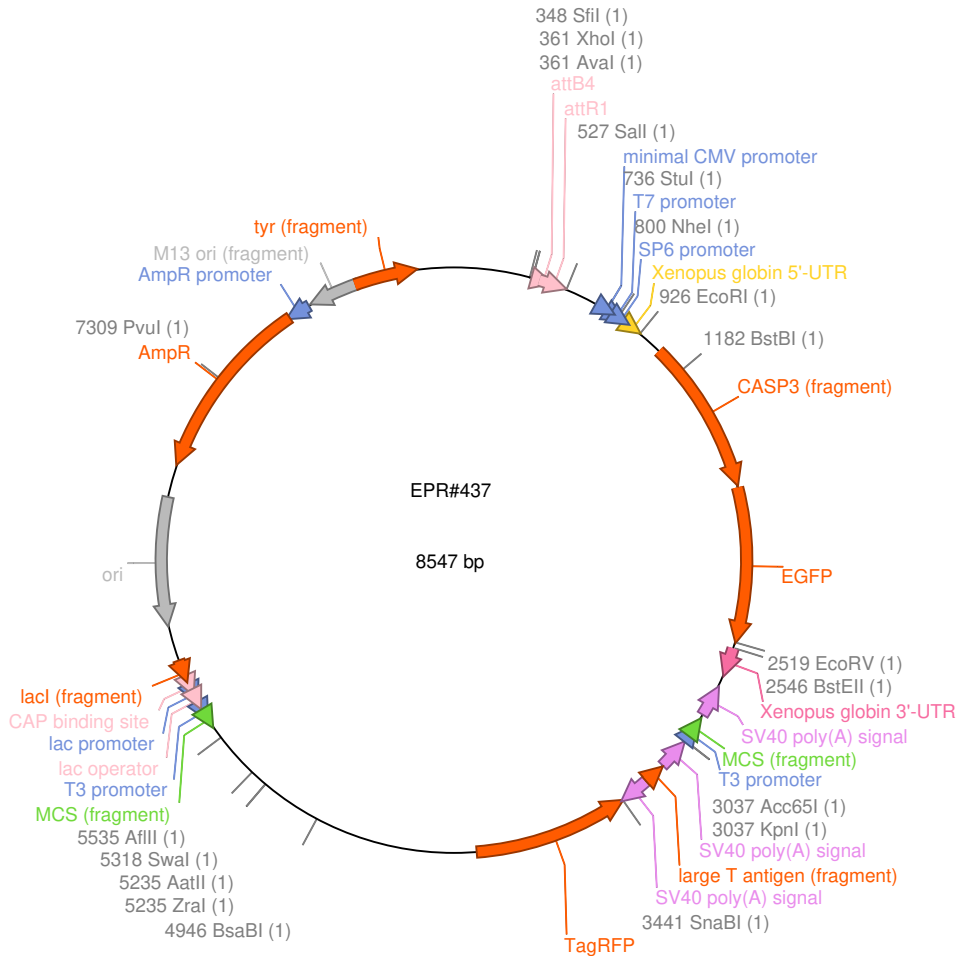 348 SfiI (1)
361 XhoI (1)
361 AvaI (1)
attB4
attR1
527 SalI (1)
minimal CMV promoter
736 StuI (1)
T7 promoter
800 NheI (1)
SP6 promoter
Xenopus globin 5'-UTR
926 EcoRI (1)
1182 BstBI (1)
CASP3 (fragment)
EGFP
2519 EcoRV (1)
2546 BstEII (1)
Xenopus globin 3'-UTR
SV40 poly(A) signal
MCS (fragment)
T3 promoter
3037 Acc65I (1)
3037 KpnI (1)
SV40 poly(A) signal
large T antigen (fragment)
SV40 poly(A) signal
3441 SnaBI (1)
TagRFP
4946 BsaBI (1)
5235 ZraI (1)
5235 AatII (1)
5318 SwaI (1)
5535 AflII (1)
MCS (fragment)
T3 promoter
lac operator
lac promoter
CAP binding site
lacI (fragment)
ori
AmpR
7309 PvuI (1)
AmpR promoter
M13 ori (fragment)
tyr (fragment)
EPR#437
8547 bp